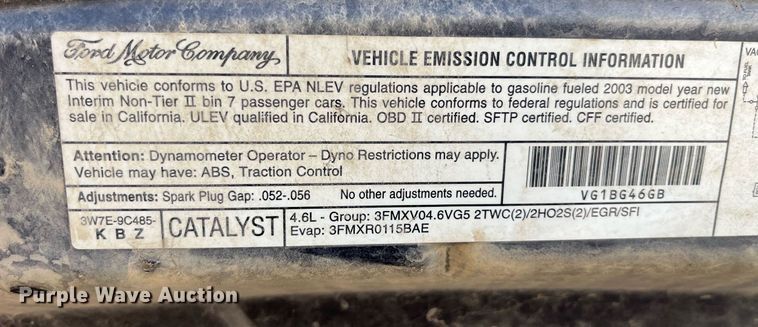 Ford Motor Company
VEHICLE EMISSION CONTROL INFORMATION
This vehicle conforms to U.S. EPA NLEV regulations applicable to gasoline fueled 2003 model year new
Interim Non-Tier II bin 7 passenger cars. This vehicle conforms to federal regulations and is certified for
sale in California. ULEV qualified in California. OBD II certified. SFTP certified. CFF certified.
Attention: Dynamometer Operator – Dyno Restrictions may apply.
Vehicle may have: ABS, Traction Control
Adjustments: Spark Plug Gap: .052-.056
No other adjustments needed.
VG1BG46GB
3W7E-9C485-
K B Z
CATALYST
4.6L - Group: 3FMXV04.6VG5 2TWC(2)/2HO2S(2)/EGR/SFI
Evap: 3FMXR0115BAE
Purple Wave Auction